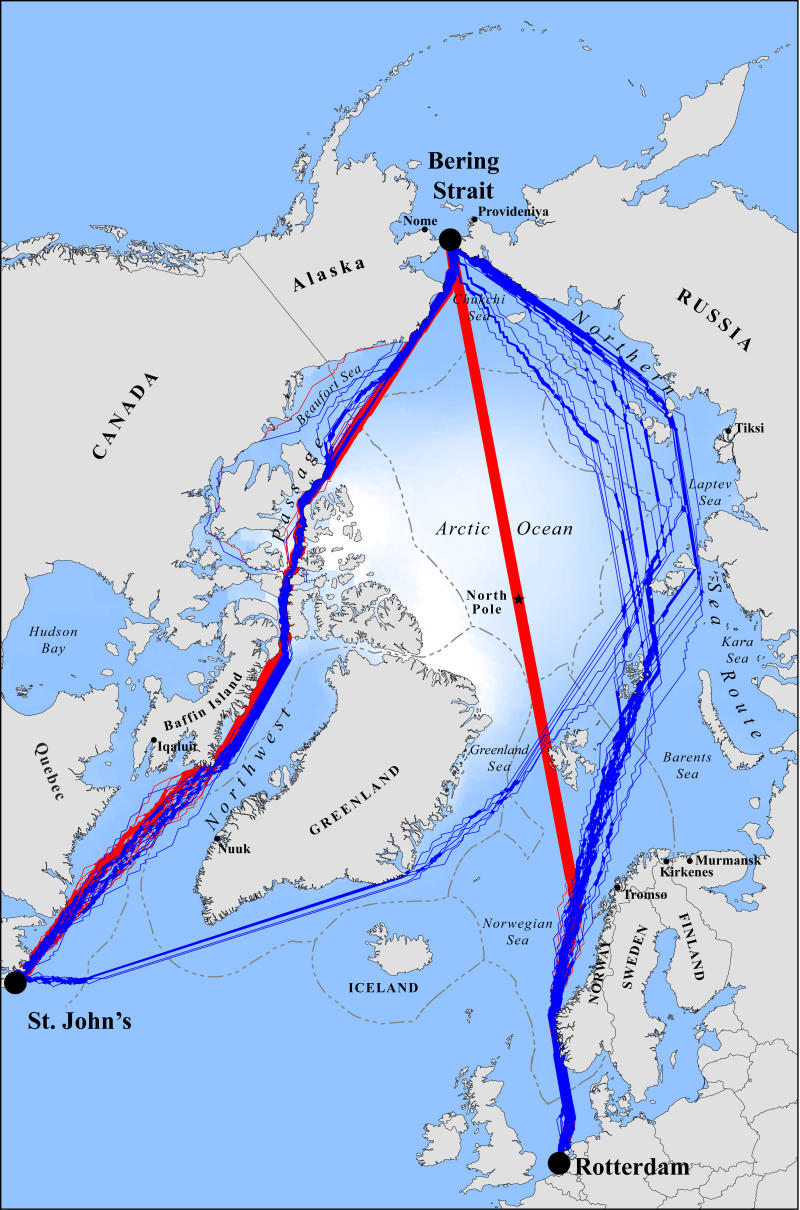 Bering
Strait
Nome
Provideniya
Alaska
Chukchi
Sea
RUSSIA
Northern
Sea
Route
CANADA
Beaufort Sea
Tiksi
Laptev
Sea
Northwest
Passage
Arctic Ocean
North
Pole
Hudson
Bay
Kara
Sea
Baffin Island
Iqaluit
Quebec
Greenland
Sea
Barents
Sea
GREENLAND
Nuuk
Murmansk
Kirkenes
Tromsø
Norwegian
Sea
NORWAY
SWEDEN
FINLAND
ICELAND
St. John's
Rotterdam